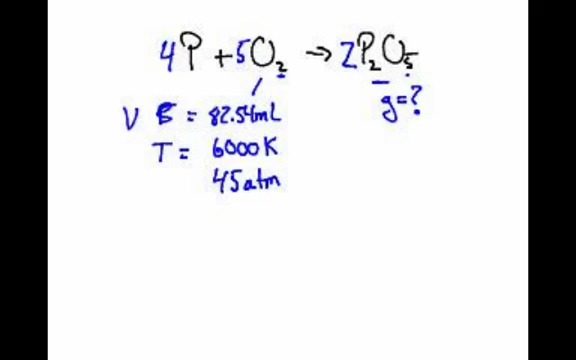 4P + 5O₂ → 2P₂O₅
g = ?
V = 82.54mL
T = 6000K
45atm